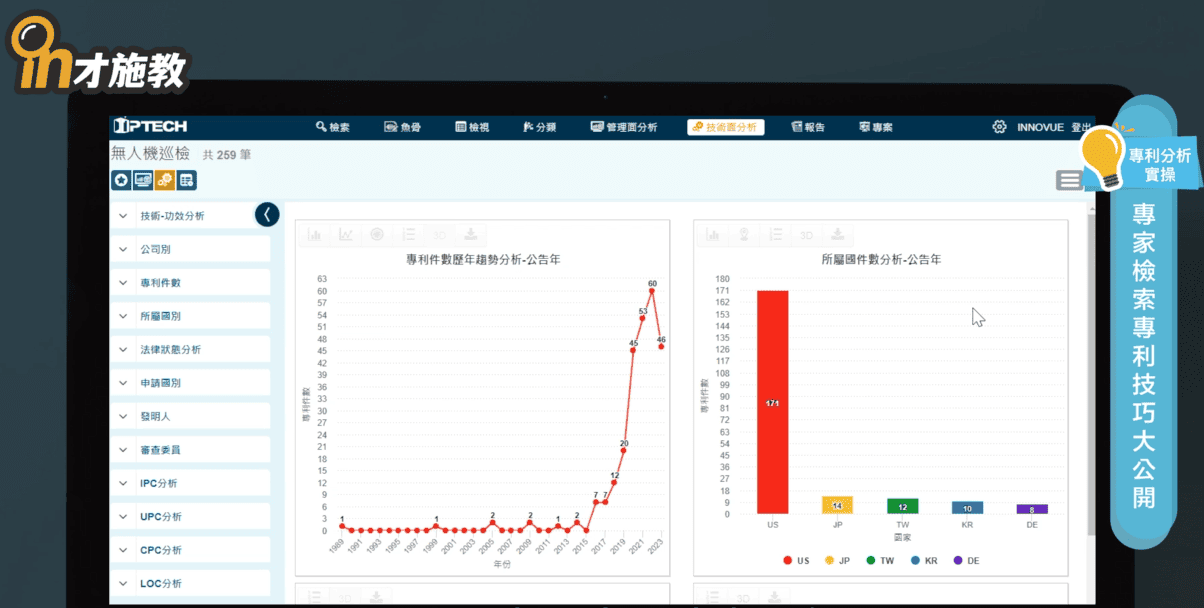 in才施教
IPTECH
檢索
魚骨
檢視
分類
管理面分析
技術面分析
報告
專案
INNOVUE
登出
無人機巡檢 共 259 筆
專利分析
實操
專家檢索專利技巧大公開
技術-功效分析
公司別
專利件數
所屬國別
法律狀態分析
申請國別
發明人
審查委員
IPC分析
UPC分析
CPC分析
LOC分析
3D
專利件數歷年趨勢分析-公告年
專利件數
63
60
57
54
51
48
45
42
39
36
33
30
27
24
21
18
15
12
9
6
3
0
1
1
2
2
1
2
7
7
12
20
45
53
60
46
1989
1991
1993
1995
1997
1999
2001
2003
2005
2007
2009
2011
2013
2015
2017
2019
2021
2023
年份
3D
所屬國件數分析-公告年
專利件數
180
171
162
153
144
135
126
117
108
99
90
81
72
63
54
45
36
27
18
9
0
171
14
12
10
8
US
JP
TW
KR
DE
國家
US
JP
TW
KR
DE
3D
3D